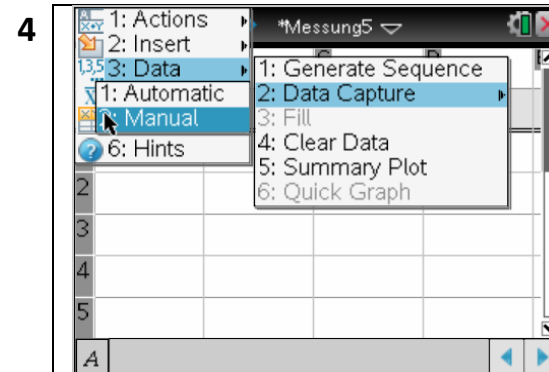 4
1: Actions
*Messung5
2: Insert
3: Data
1: Generate Sequence
1: Automatic
2: Data Capture
: Manual
3: Fill
4: Clear Data
6: Hints
5: Summary Plot
6: Quick Graph
2
3
4
5
A